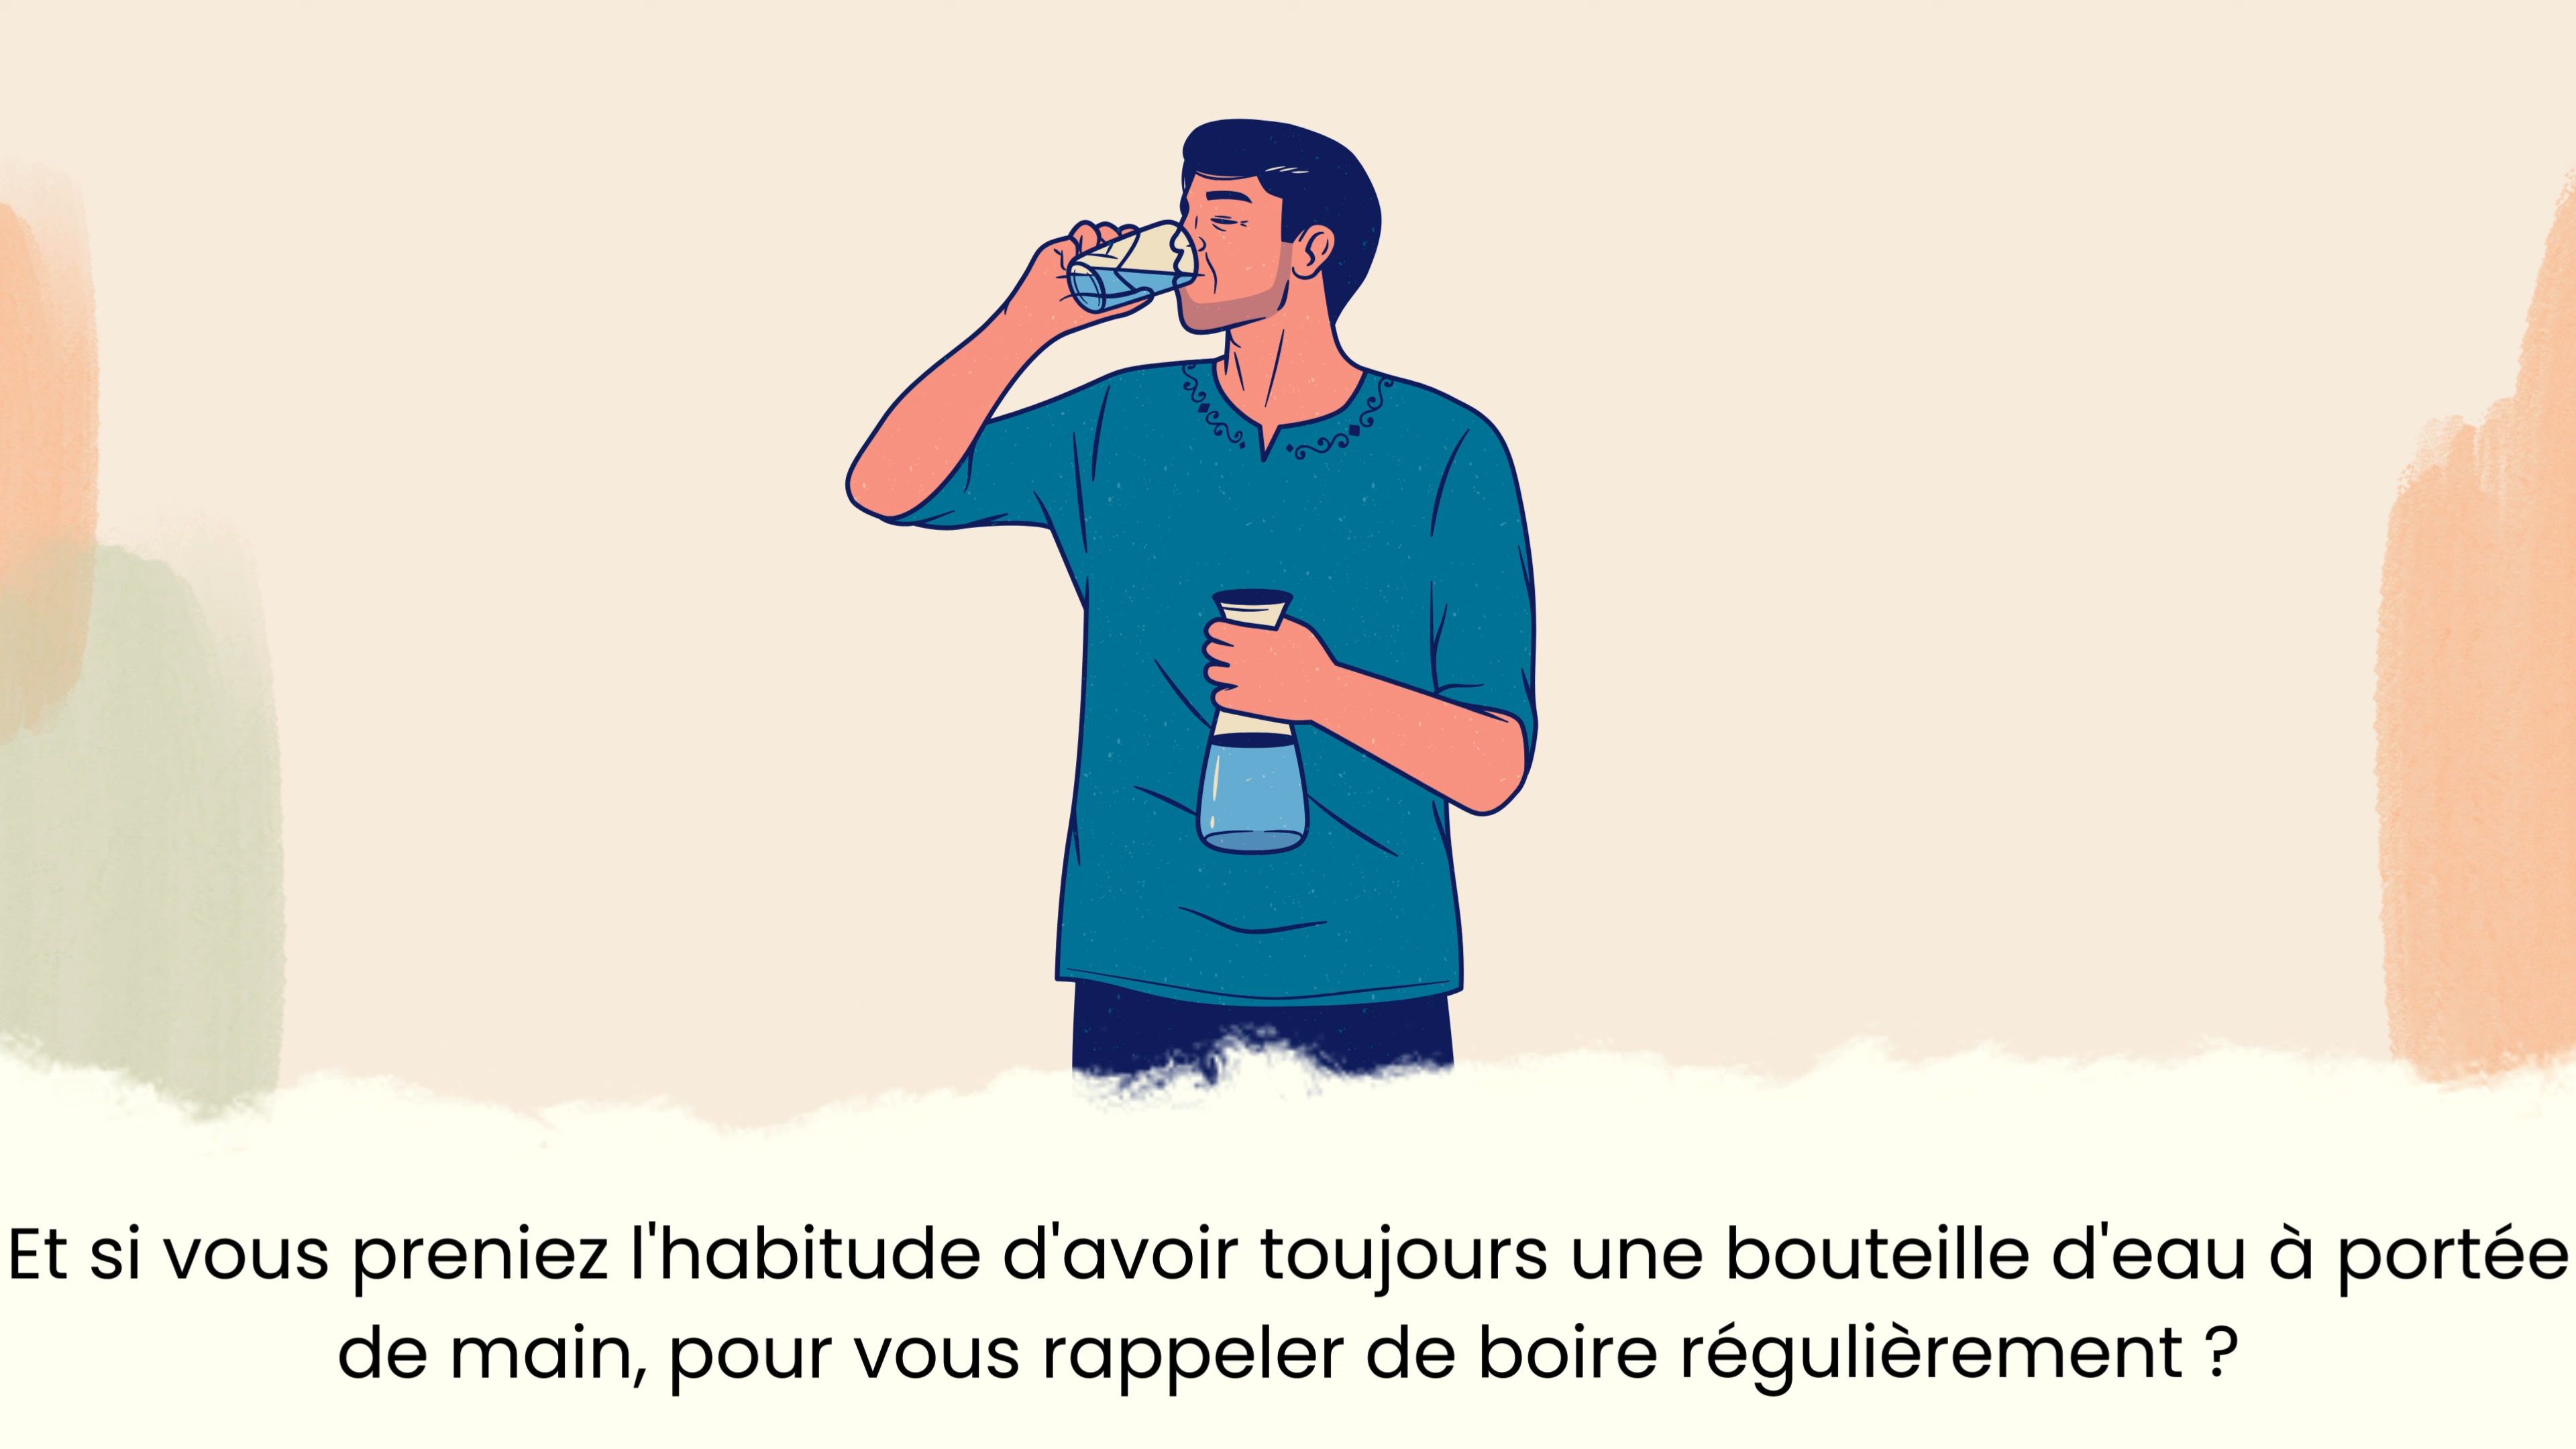 Et si vous preniez l'habitude d'avoir toujours une bouteille d'eau à portée
de main, pour vous rappeler de boire régulièrement ?